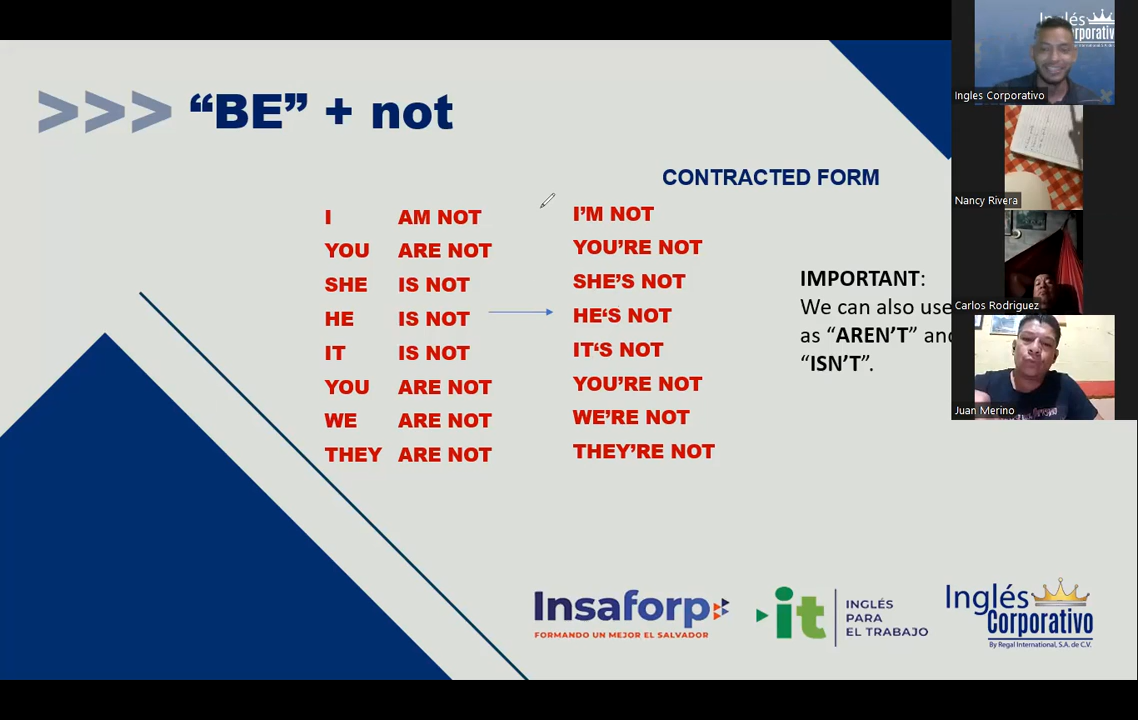 >>> “BE” + not
CONTRACTED FORM
I AM NOT I’M NOT
YOU ARE NOT YOU’RE NOT
SHE IS NOT SHE’S NOT
HE IS NOT HE‘S NOT
IT IS NOT IT‘S NOT
YOU ARE NOT YOU’RE NOT
WE ARE NOT WE’RE NOT
THEY ARE NOT THEY’RE NOT
IMPORTANT:
We can also use
as “AREN’T” and
“ISN’T”.
Insaforp
FORMANDO UN MEJOR EL SALVADOR
it
INGLÉS
PARA
EL TRABAJO
Inglés
Corporativo
By Regal International, S.A. de C.V.
Inglés
Corporativo
Ingles Corporativo
Nancy Rivera
Carlos Rodriguez
Juan Merino